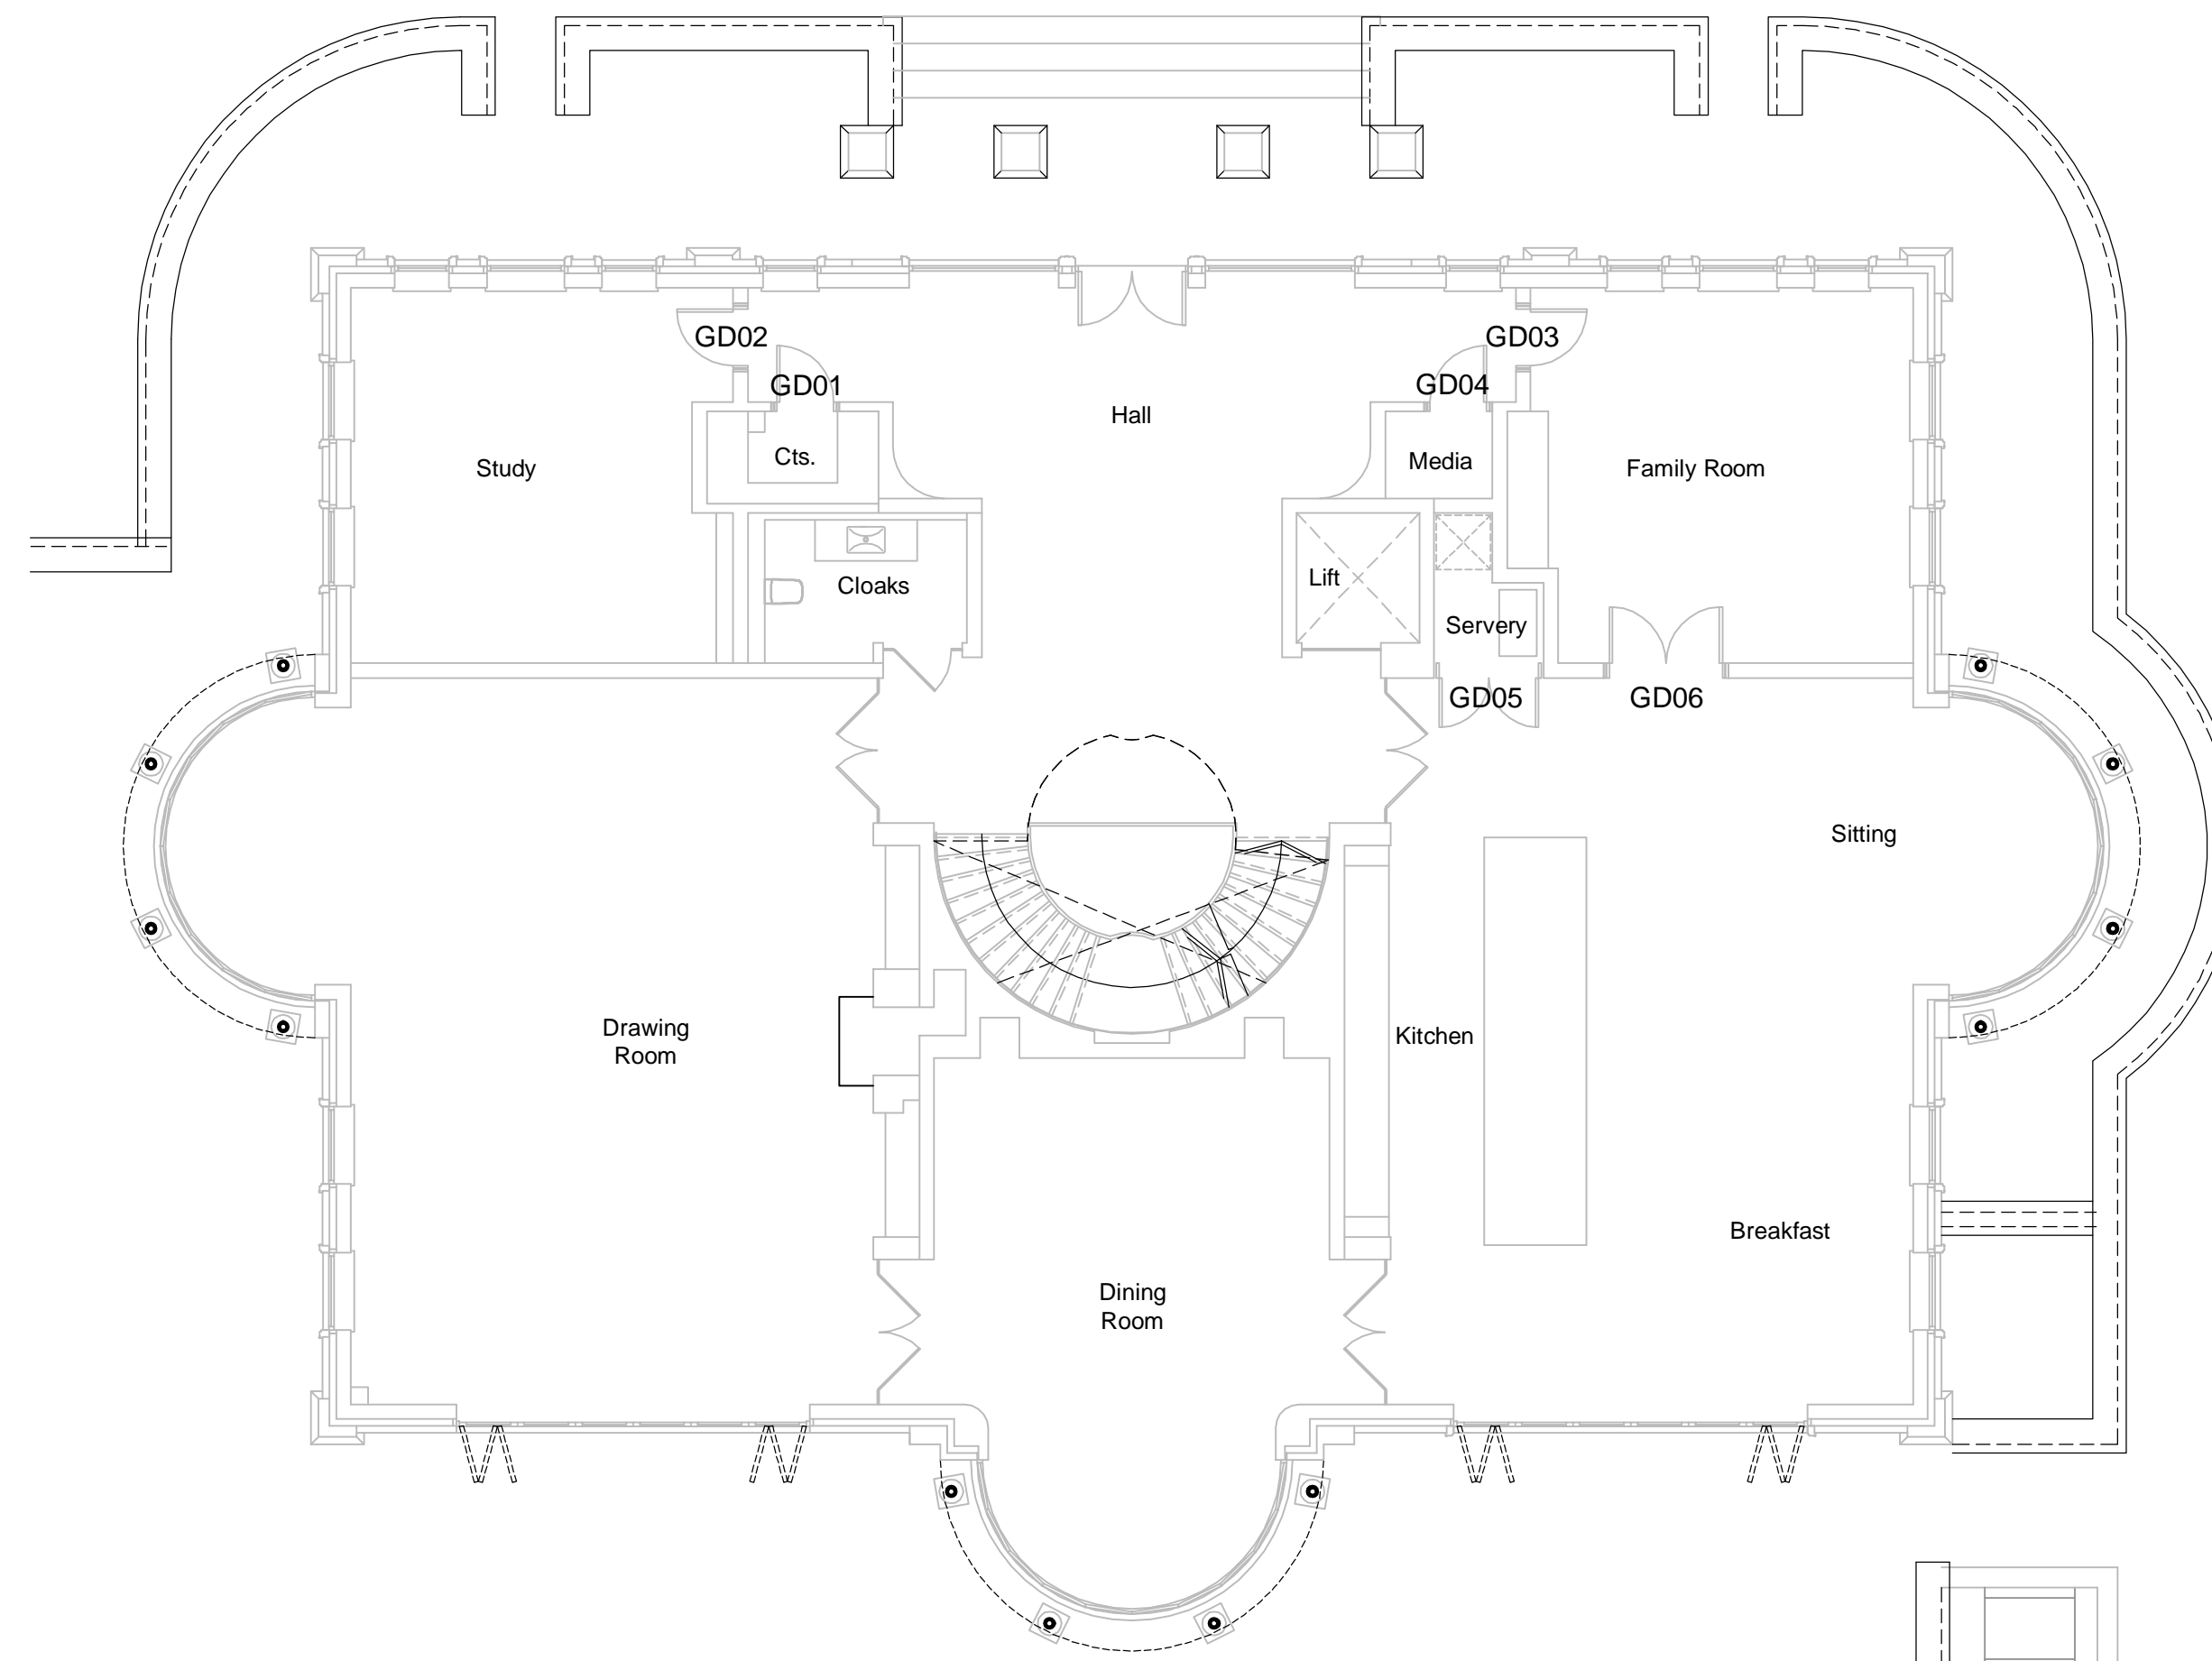 GD02
GD03
GD01
GD04
Hall
Cts.
Media
Study
Family Room
Lift
Cloaks
Servery
GD05
GD06
Sitting
Drawing
Room
Kitchen
Breakfast
Dining
Room